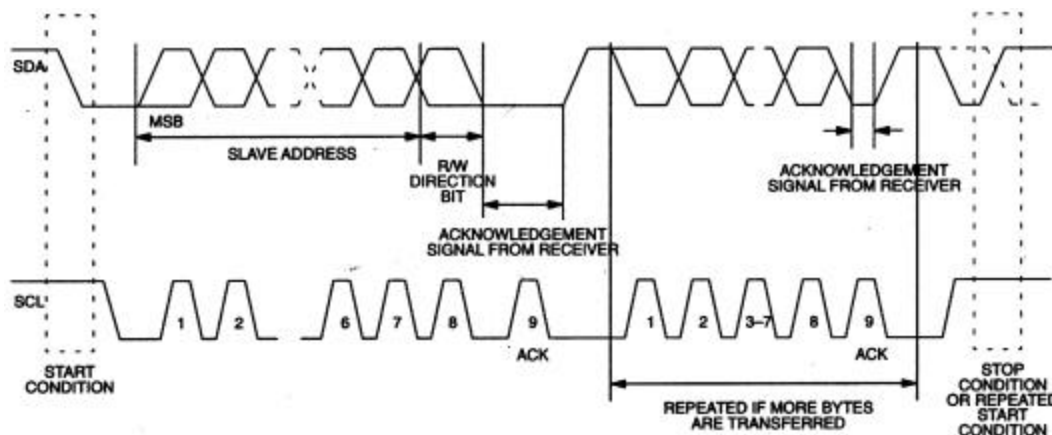 SDA
MSB
SLAVE ADDRESS
R/W
DIRECTION
BIT
ACKNOWLEDGEMENT
SIGNAL FROM RECEIVER
ACKNOWLEDGEMENT
SIGNAL FROM RECEIVER
SCL
1 2 6 7 8 9 1 2 3–7 8 9
ACK ACK
START
CONDITION
REPEATED IF MORE BYTES
ARE TRANSFERRED
STOP
CONDITION
OR REPEATED
START
CONDITION